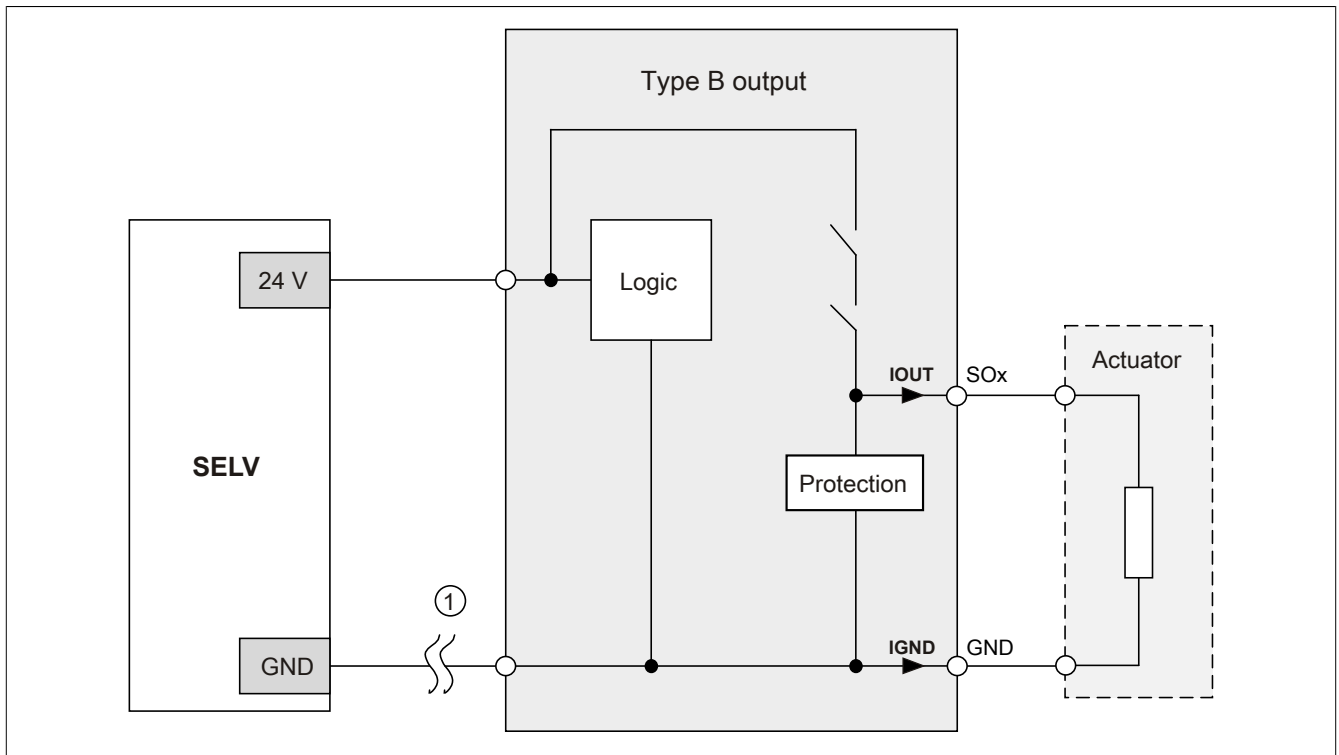 Type B output
24 V
Logic
SELV
IOUT
SOx
Actuator
Protection
1
GND
IGND
GND